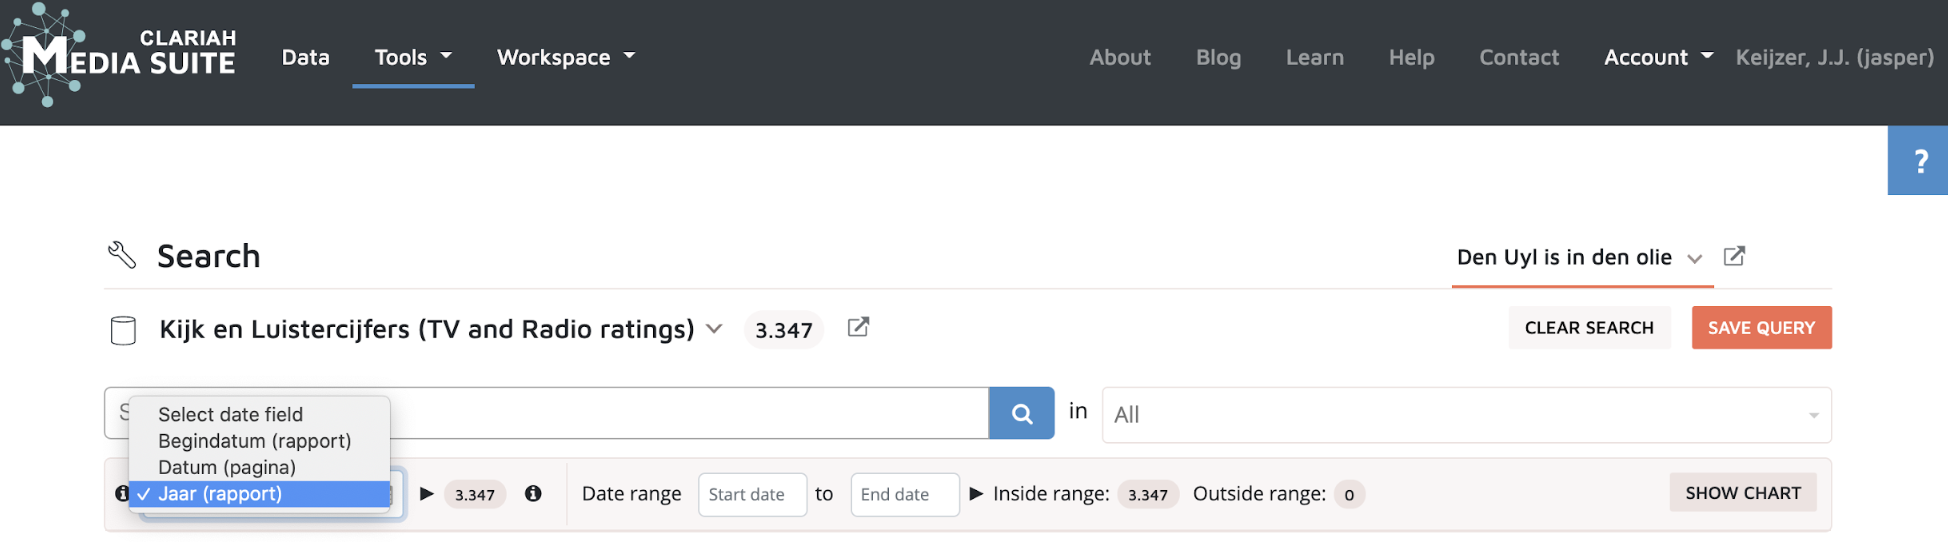 CLARIAH
MEDIA SUITE
Data Tools Workspace About Blog Learn Help Contact Account Keijzer, J.J. (jasper)
?
Search Den Uyl is in den olie
Kijk en Luistercijfers (TV and Radio ratings) 3.347 CLEAR SEARCH SAVE QUERY
S in All
Select date field
Begindatum (rapport)
Datum (pagina)
✓ Jaar (rapport) 3.347 Date range Start date to End date Inside range: 3.347 Outside range: 0 SHOW CHART